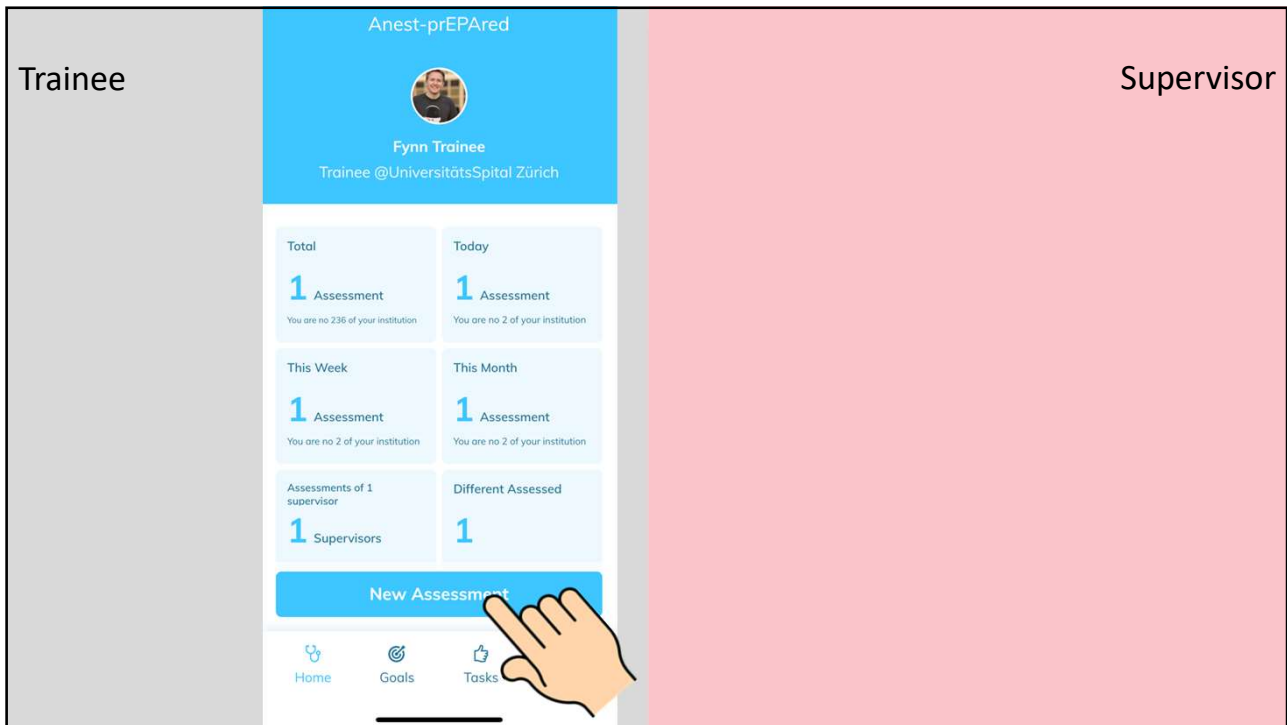 Trainee
Supervisor
Anest-prEPAred
Fynn Trainee
Trainee @UniversitätsSpital Zürich
Total
1 Assessment
You are no 236 of your institution
Today
1 Assessment
You are no 2 of your institution
This Week
1 Assessment
You are no 2 of your institution
This Month
1 Assessment
You are no 2 of your institution
Assessments of 1
supervisor
1 Supervisors
Different Assessed
1
New Assessment
Home
Goals
Tasks